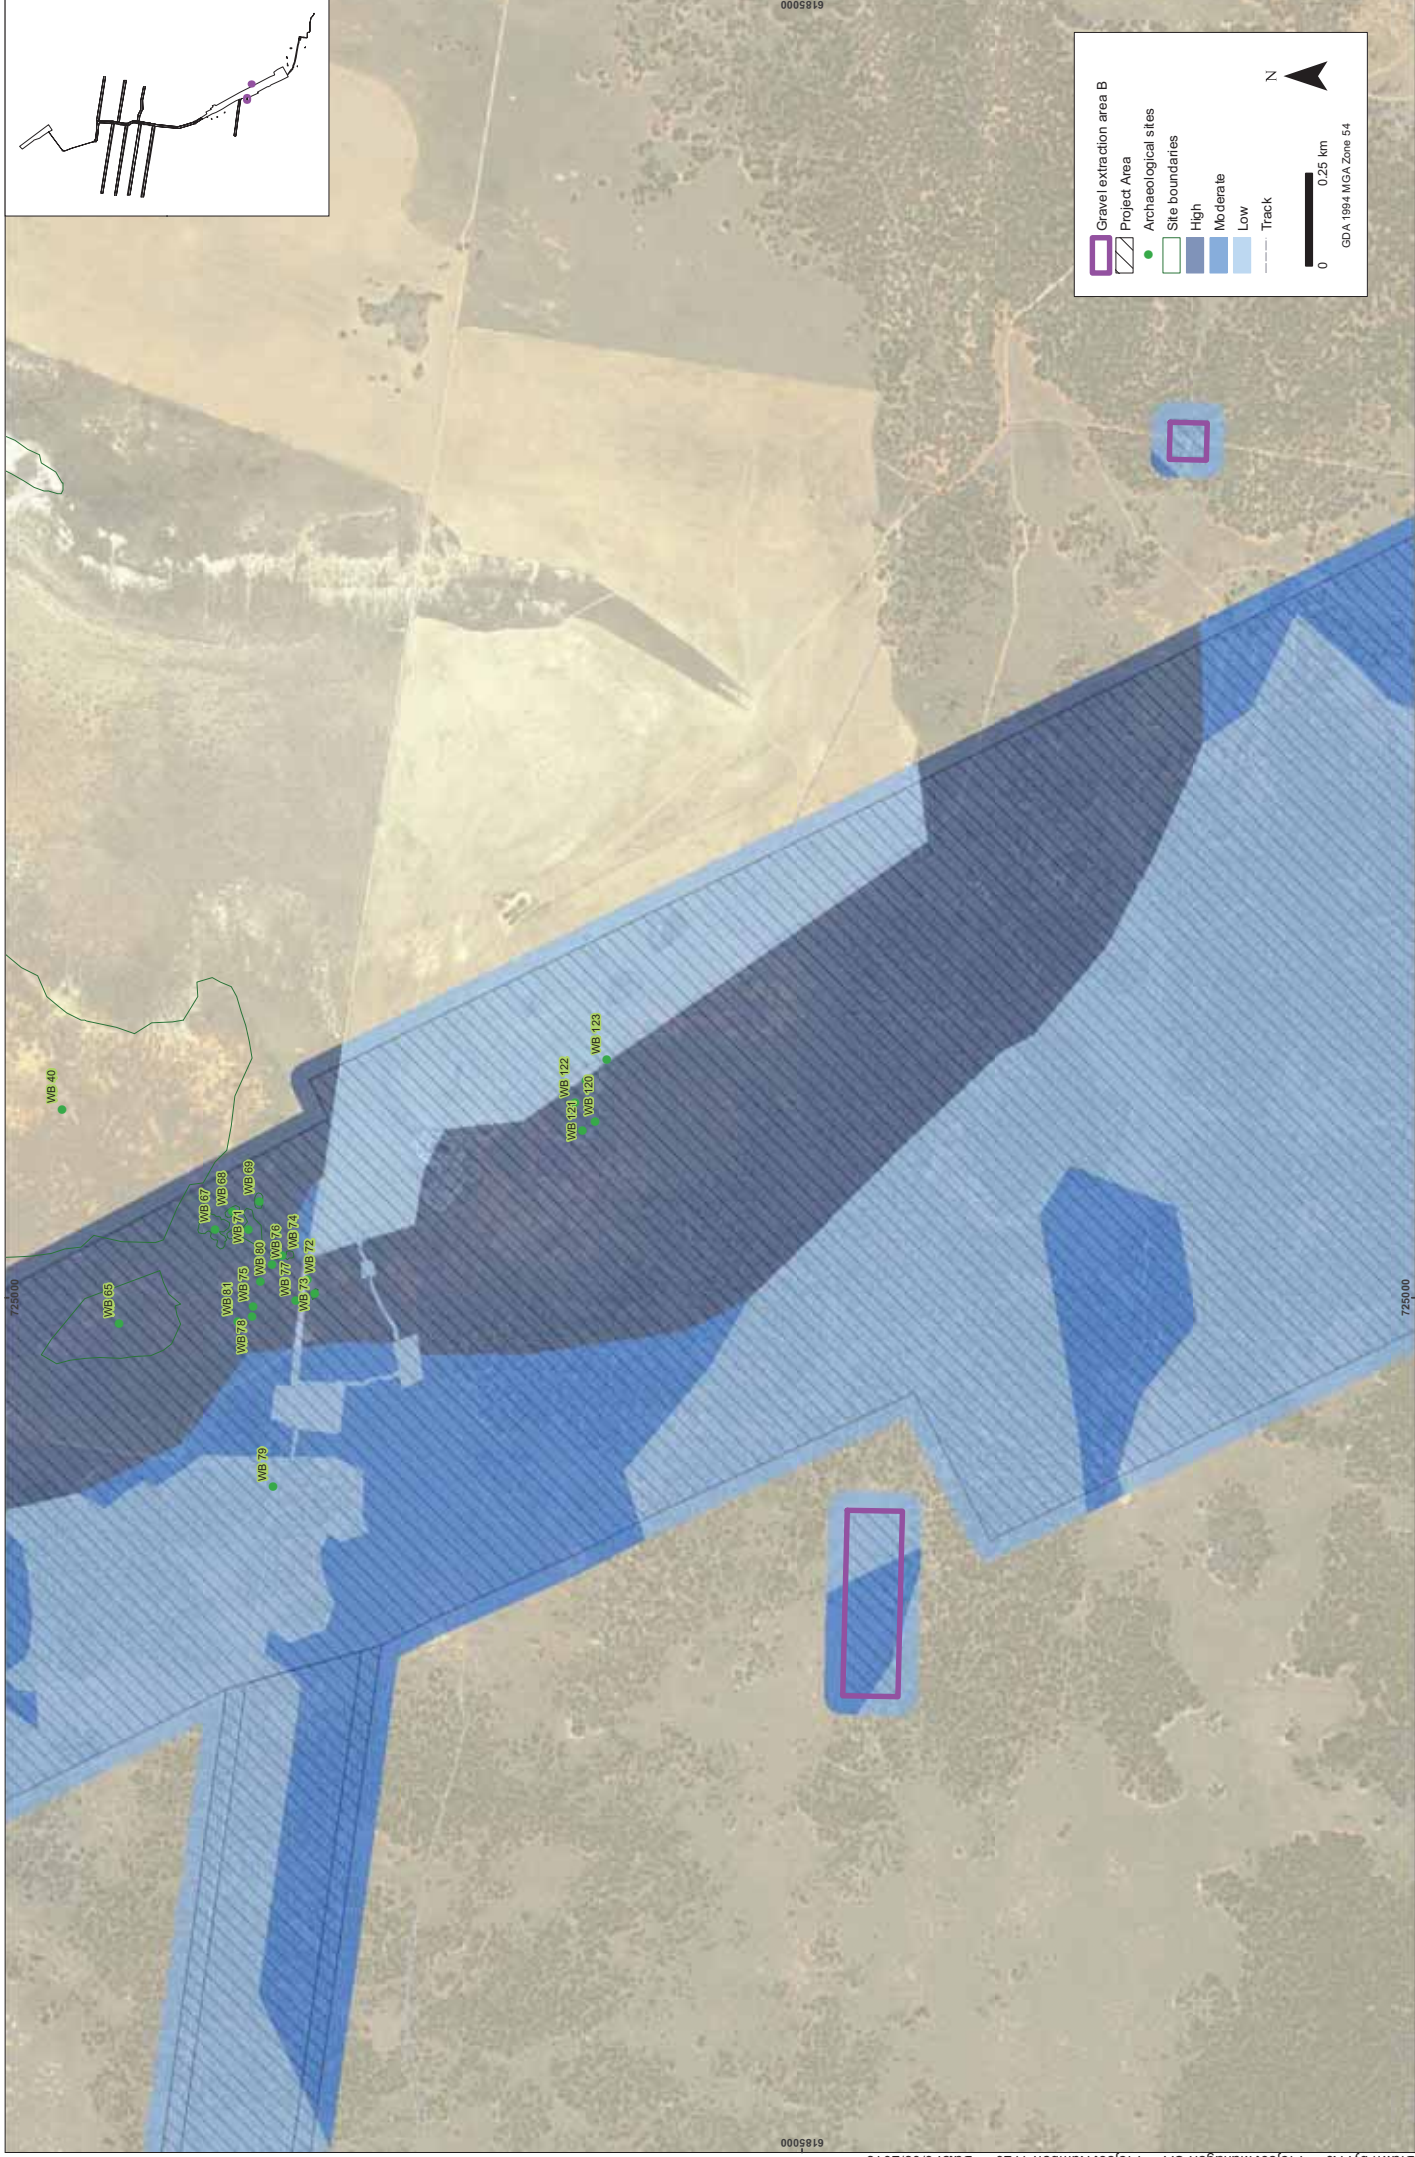 6185000
Gravel extraction area B
Project Area
Archaeological sites
Site boundaries
High
Moderate
Low
Track
0
0.25 km
GDA 1994 MGA Zone 54
N
WB 40
WB 65
WB 67
WB 68
WB 69
WB 71
WB 80
WB 76
WB 74
WB 81
WB 75
WB 77
WB 72
WB 78
WB 73
WB 79
WB 122
WB 123
WB 121
WB 120
725000
725000
6185000